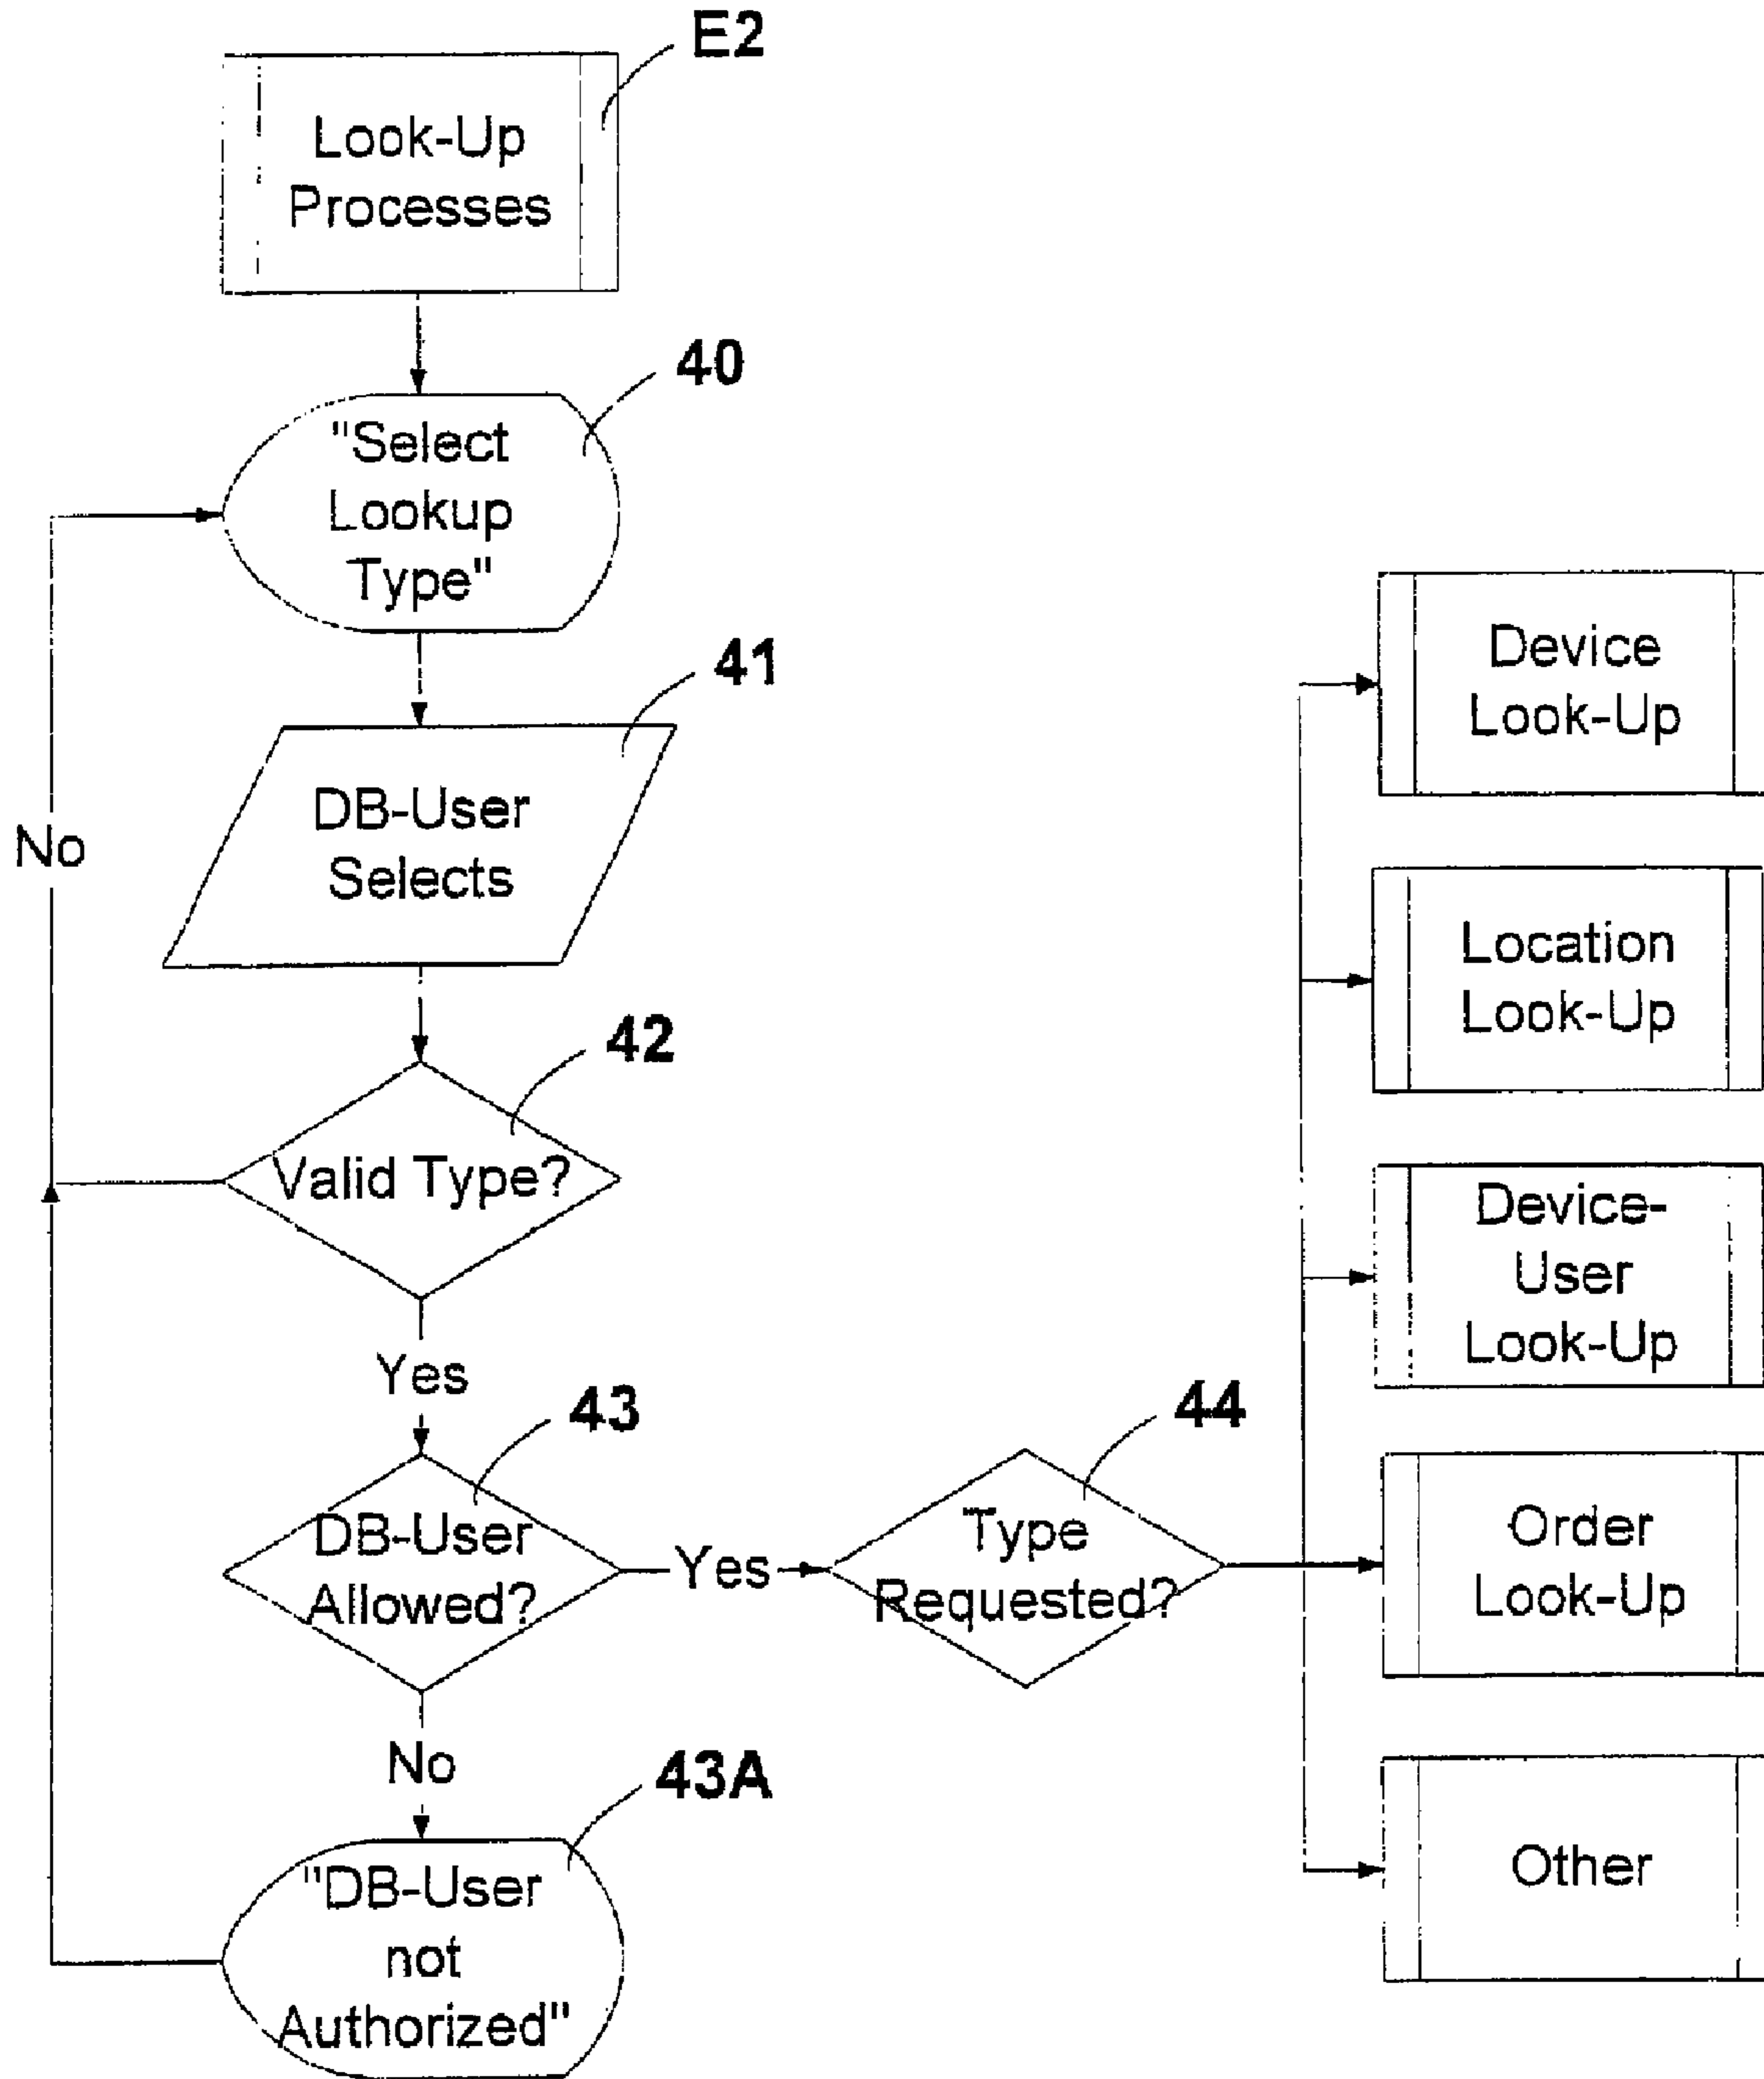 E2
Look-Up
Processes
40
"Select
Lookup
Type"
41
DB-User
Selects
No
42
Valid Type?
Yes
43
DB-User
Allowed?
Yes
44
Type
Requested?
No
43A
"DB-User
not
Authorized"
Device
Look-Up
Location
Look-Up
Device-
User
Look-Up
Order
Look-Up
Other